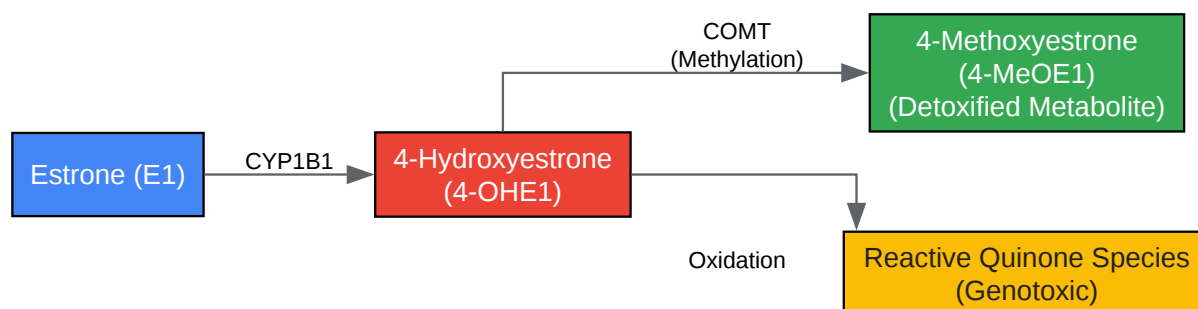 Estrone (E1)
CYP1B1
4-Hydroxyestrone
(4-OHE1)
COMT
(Methylation)
4-Methoxyestrone
(4-MeOE1)
(Detoxified Metabolite)
Oxidation
Reactive Quinone Species
(Genotoxic)